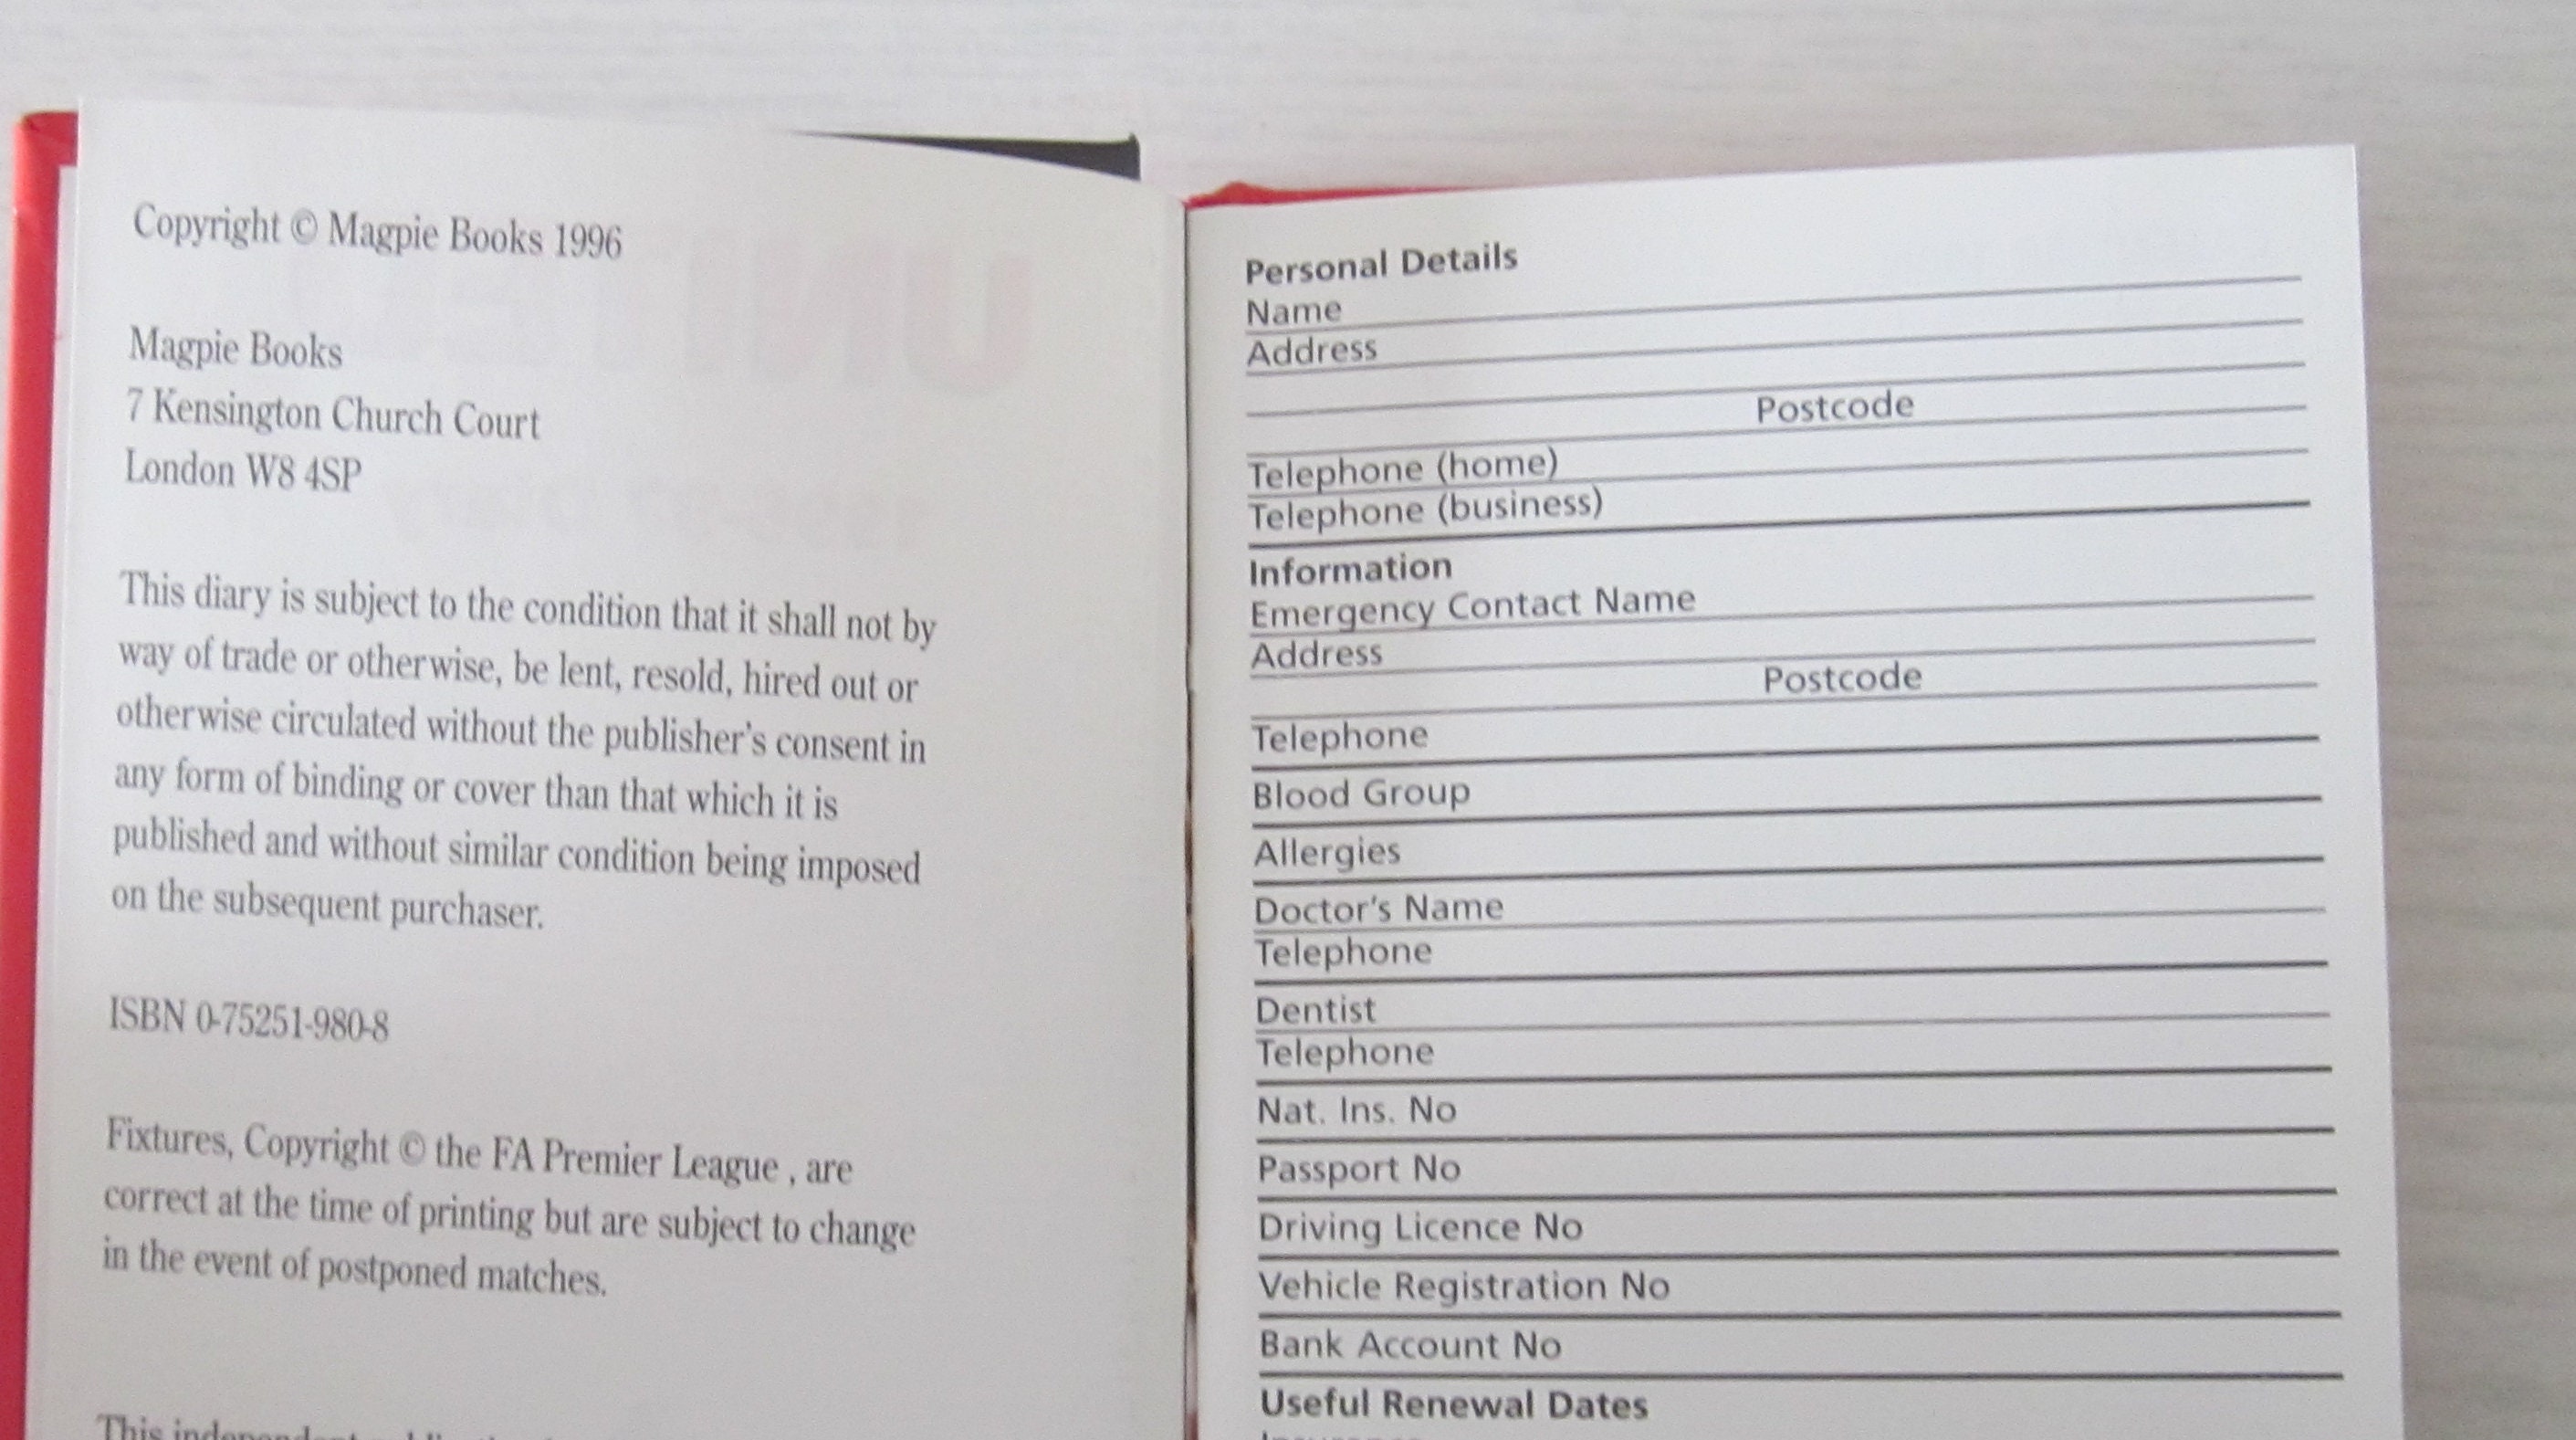 Copyright © Magpie Books 1996
Magpie Books
7 Kensington Church Court
London W8 4SP
This diary is subject to the condition that it shall not by
way of trade or otherwise, be lent, resold, hired out or
otherwise circulated without the publisher's consent in
any form of binding or cover than that which it is
published and without similar condition being imposed
on the subsequent purchaser.
ISBN 0-75251-980-8
Fixtures, Copyright © the FA Premier League , are
correct at the time of printing but are subject to change
in the event of postponed matches.
This
Personal Details
Name
Address
Postcode
Telephone (home)
Telephone (business)
Information
Emergency Contact Name
Address
Postcode
Telephone
Blood Group
Allergies
Doctor's Name
Telephone
Dentist
Telephone
Nat. Ins. No
Passport No
Driving Licence No
Vehicle Registration No
Bank Account No
Useful Renewal Dates